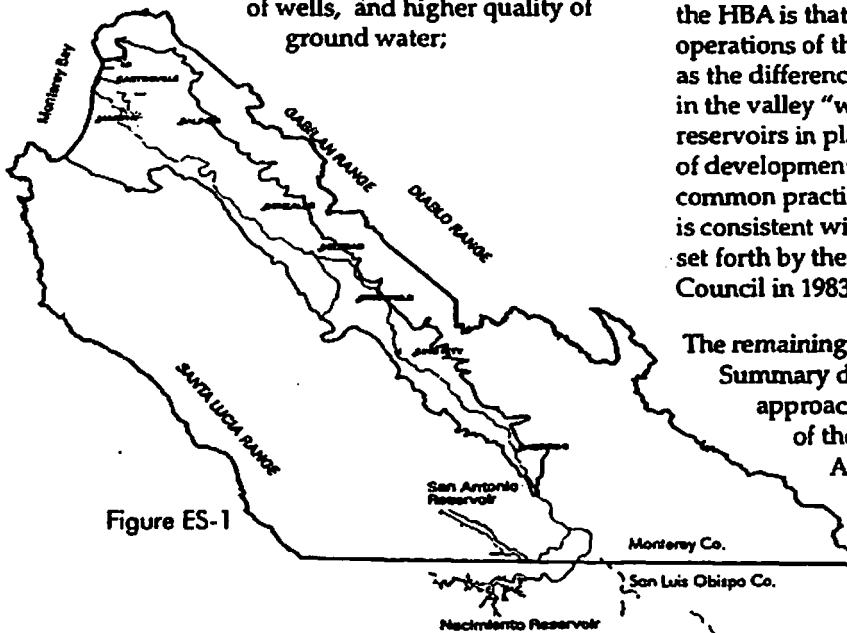 of wells, and higher quality of
ground water;
the HBA is that
operations of th
as the differenc
in the valley "w
reservoirs in pl
of developmen
common practi
is consistent wi
set forth by the
Council in 1983
The remaining
Summary d
approac
of the
A
Monterey Bay
GABILAN RANGE
DIABLO RANGE
SANTA LUCIA RANGE
San Antonio
Reservoir
Figure ES-1
Monterey Co.
San Luis Obispo Co.
Nacimiento Reservoir